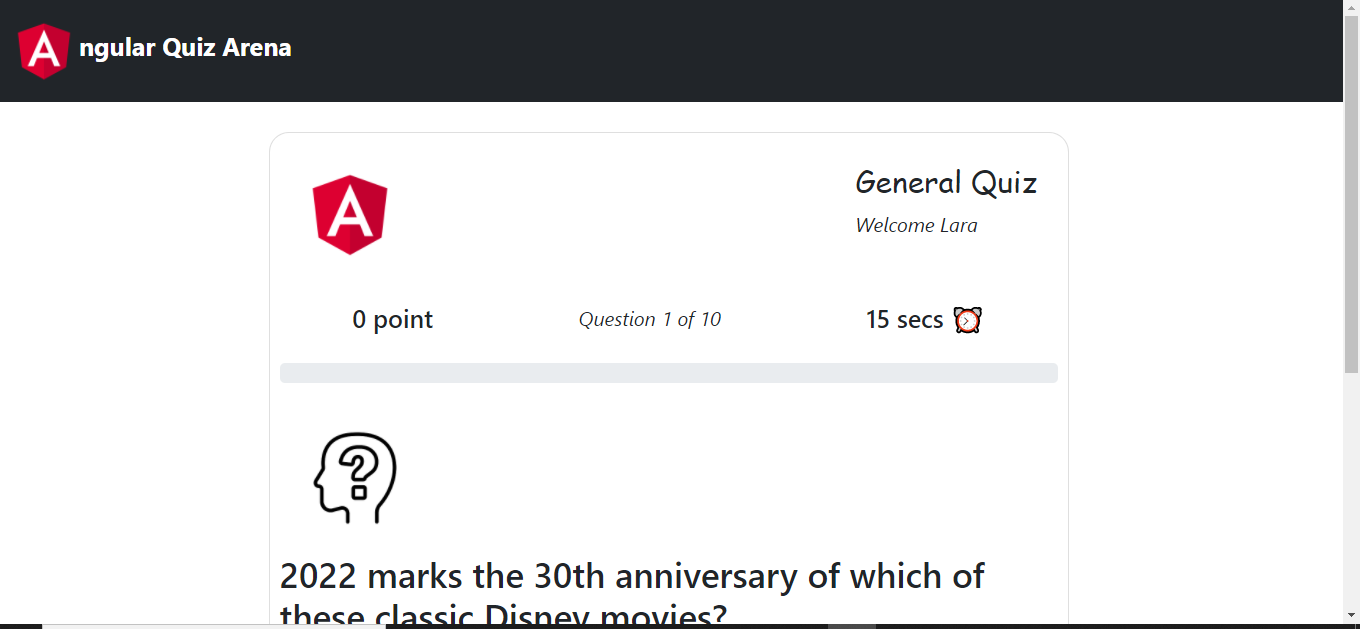 A ngular Quiz Arena
A
General Quiz
Welcome Lara
0 point
Question 1 of 10
15 secs
?
2022 marks the 30th anniversary of which of
these classic Disney movies?